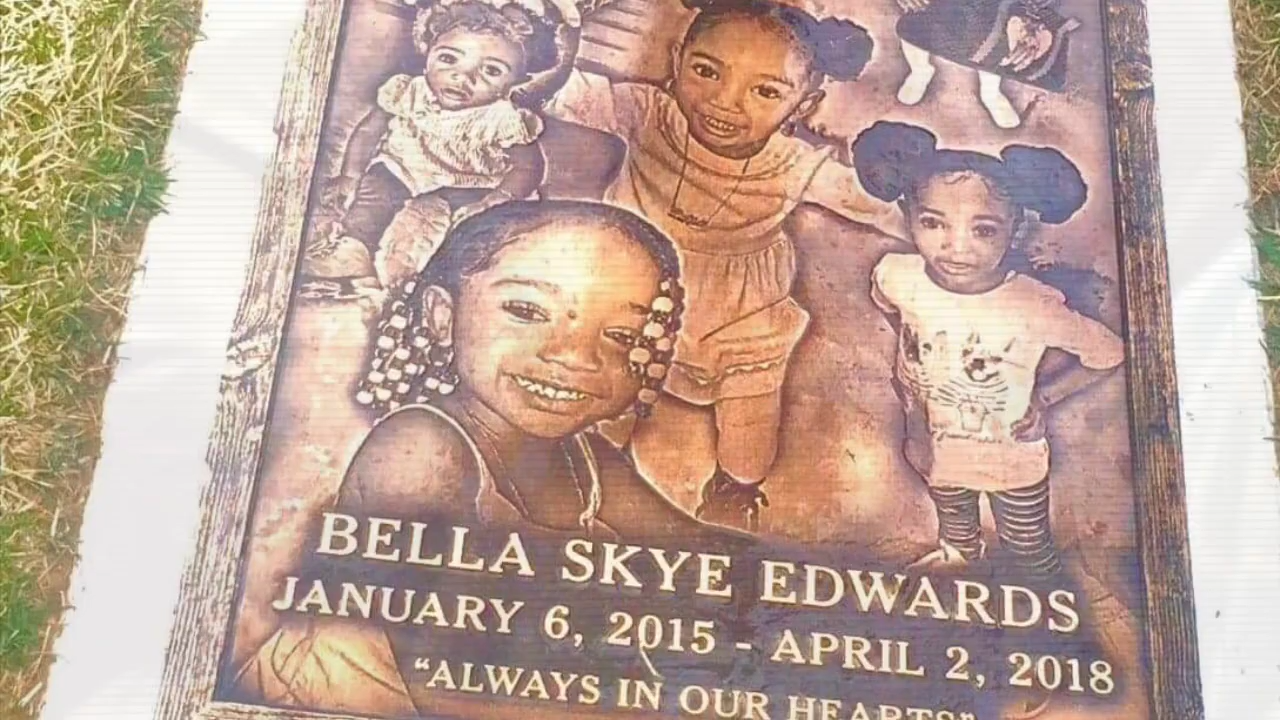 BELLA SKYE EDWARDS
JANUARY 6, 2015 - APRIL 2, 2018
“ALWAYS IN OUR HEARTS”